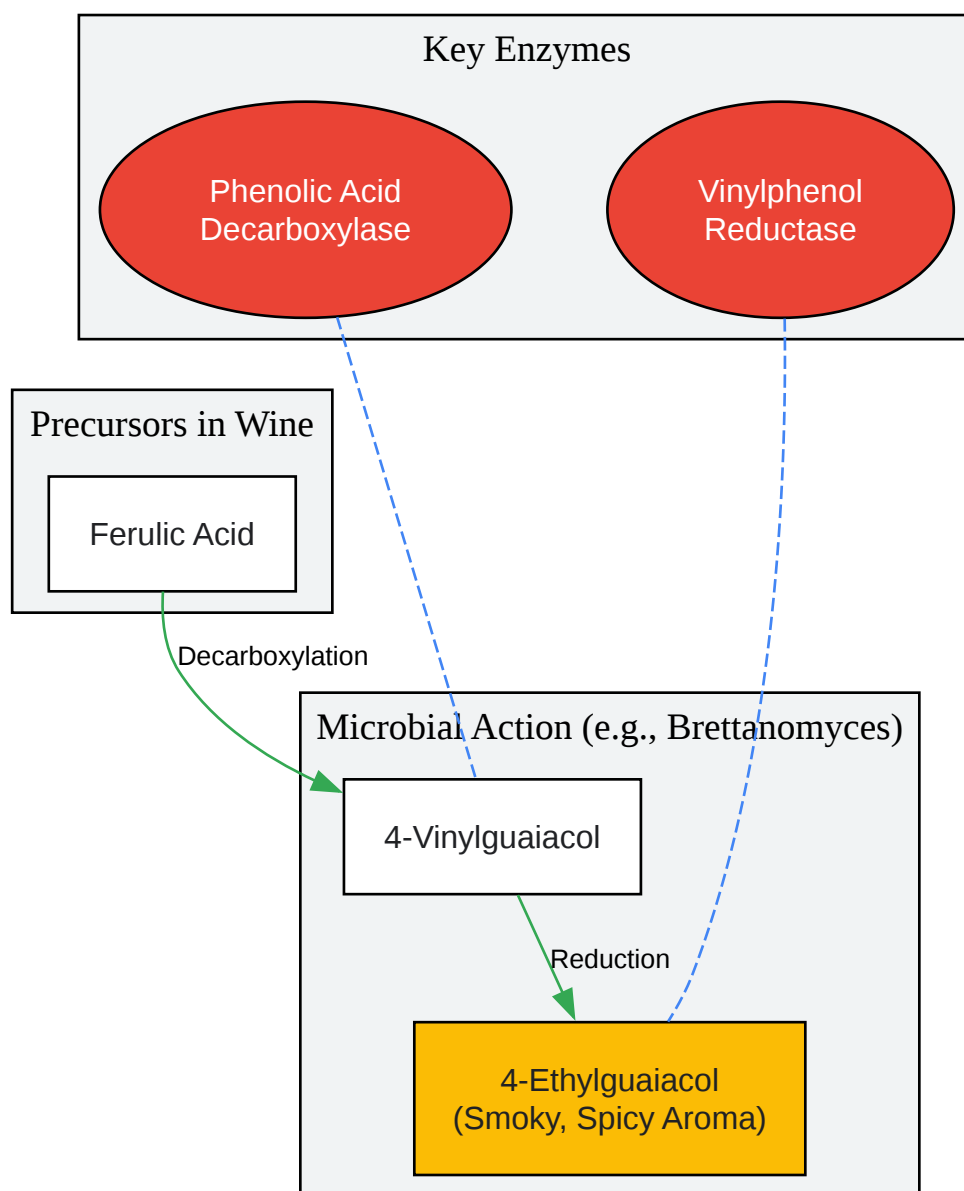 Key Enzymes
Phenolic Acid
Decarboxylase
Vinylphenol
Reductase
Precursors in Wine
Ferulic Acid
Decarboxylation
Microbial Action (e.g., Brettanomyces)
4-Vinylguaiacol
Reduction
4-Ethylguaiacol
(Smoky, Spicy Aroma)